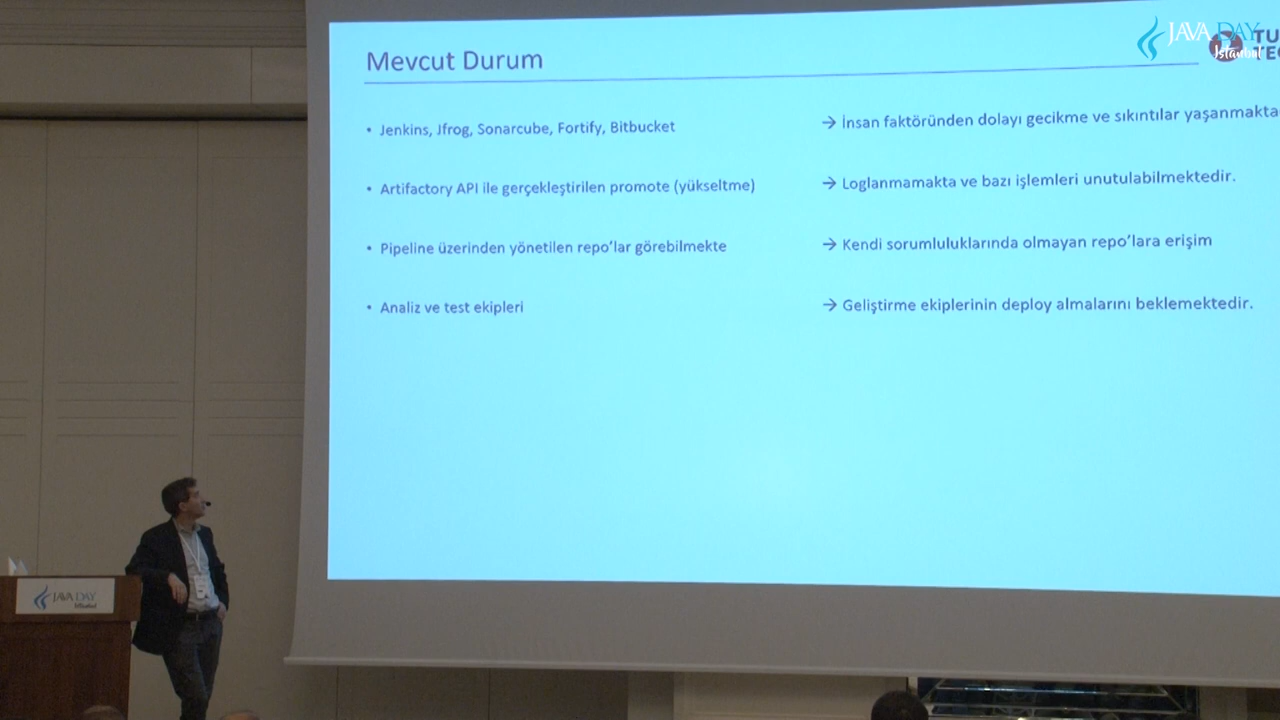 Mevcut Durum
JAVA DAY
İstanbul
• Jenkins, Jfrog, Sonarcube, Fortify, Bitbucket
→ İnsan faktöründen dolayı gecikme ve sıkıntılar yaşanmakta
• Artifactory API ile gerçekleştirilen promote (yükseltme)
→ Loglanmamakta ve bazı işlemleri unutulabilmektedir.
• Pipeline üzerinden yönetilen repo’lar görebilmekte
→ Kendi sorumluluklarında olmayan repo’lara erişim
• Analiz ve test ekipleri
→ Geliştirme ekiplerinin deploy almalarını beklemektedir.
JAVA DAY
İstanbul